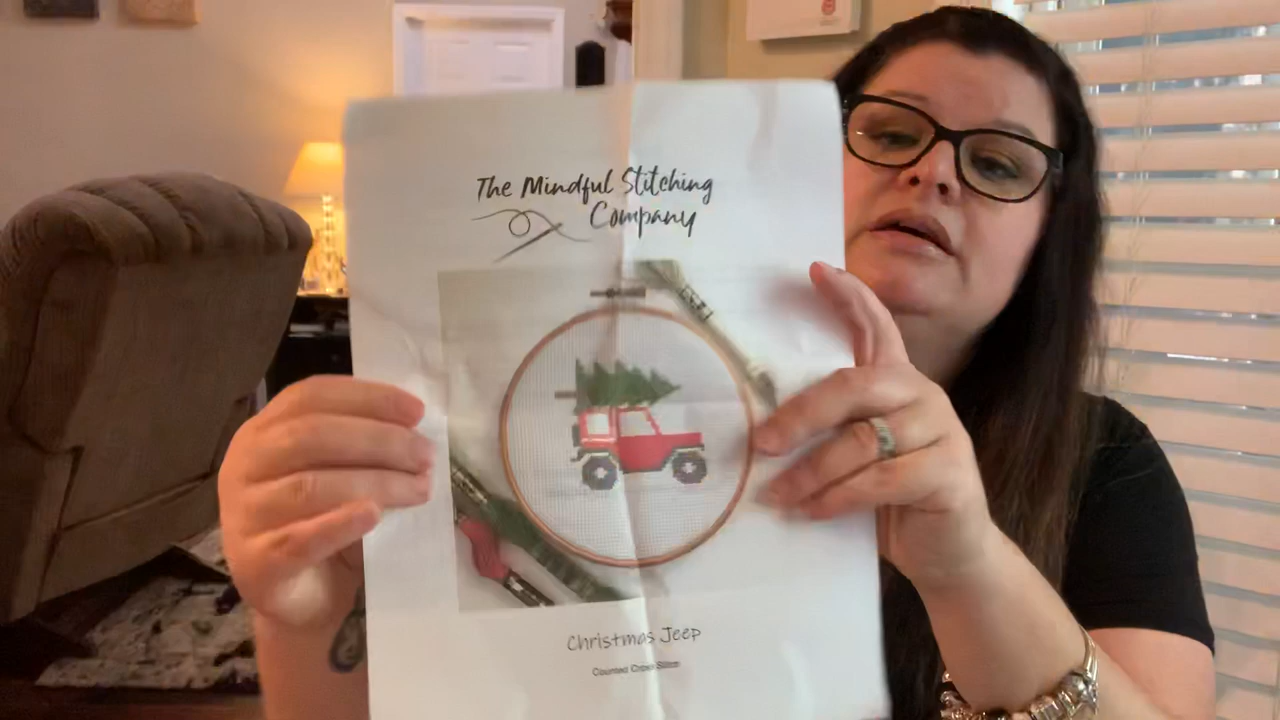 The Mindful Stitching
Company
Christmas Jeep
Counted Cross Stitch